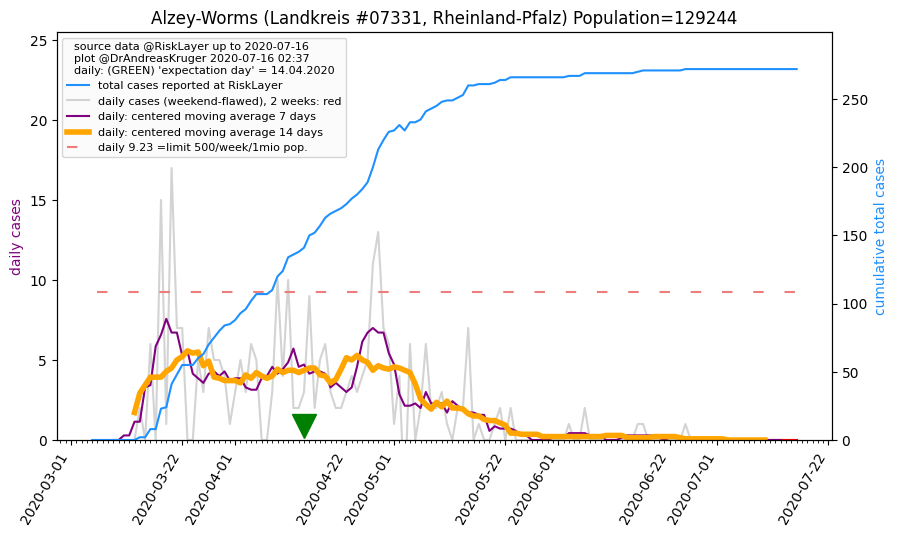 Alzey-Worms (Landkreis #07331, Rheinland-Pfalz) Population=129244
source data @RiskLayer up to 2020-07-16
plot @DrAndreasKruger 2020-07-16 02:37
daily: (GREEN) 'expectation day' = 14.04.2020
total cases reported at RiskLayer
daily cases (weekend-flawed), 2 weeks: red
daily: centered moving average 7 days
daily: centered moving average 14 days
daily 9.23 =limit 500/week/1mio pop.
daily cases
25
20
15
10
5
0
cumulative total cases
250
200
150
100
50
0
2020-03-01
2020-03-22
2020-04-01
2020-04-22
2020-05-01
2020-05-22
2020-06-01
2020-06-22
2020-07-01
2020-07-22